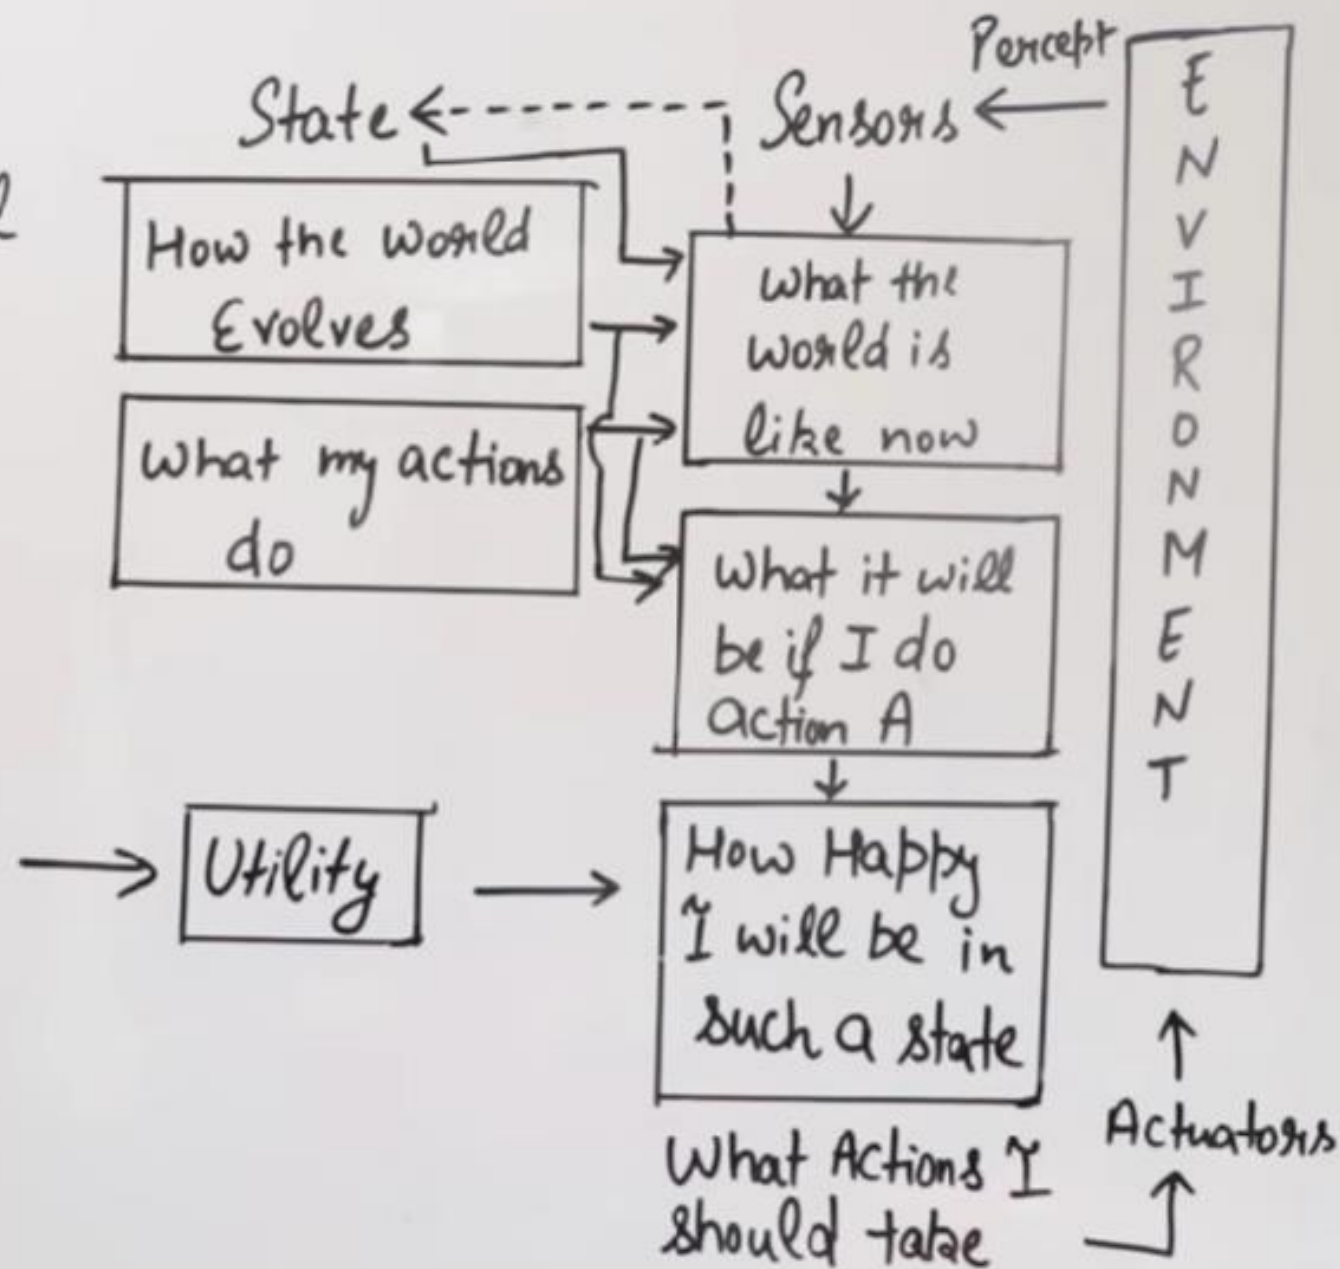 Percept
State
Sensors
How the world
Evolves
What my actions
do
What the
world is
like now
What it will
be if I do
action A
Utility
How Happy
I will be in
such a state
What Actions I
should take
Actuators
ENVIRONMENT